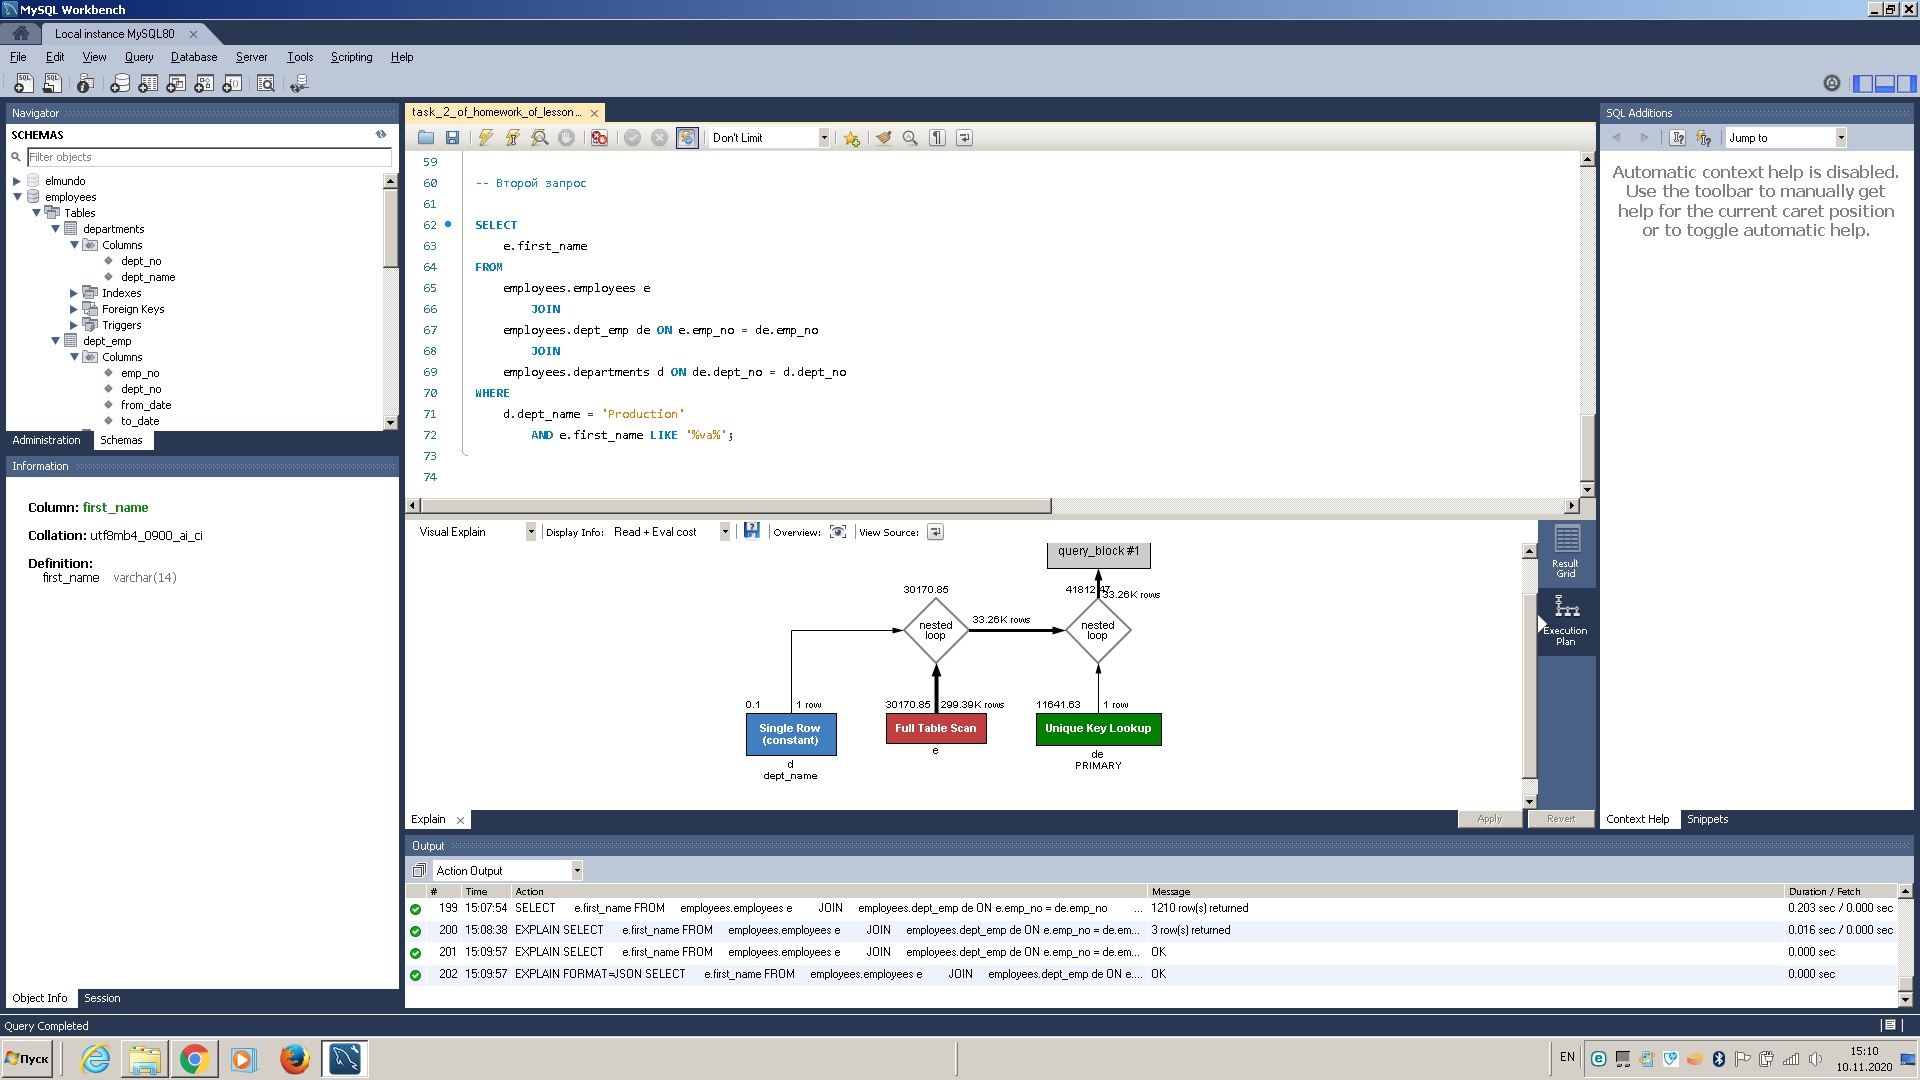 MySQL Workbench
Local instance MySQL80
File Edit View Query Database Server Tools Scripting Help
Navigator
SCHEMAS
Filter objects
elmundo
employees
Tables
departments
Columns
dept_no
dept_name
Indexes
Foreign Keys
Triggers
dept_emp
Columns
emp_no
dept_no
from_date
to_date
Administration Schemas
Information
Column: first_name
Collation: utf8mb4_0900_ai_ci
Definition:
first_name varchar(14)
Object Info Session
task_2_of_homework_of_lesson...
Don't Limit
59
60 -- Второй запрос
61
62 SELECT
63 e.first_name
64 FROM
65 employees.employees e
66 JOIN
67 employees.dept_emp de ON e.emp_no = de.emp_no
68 JOIN
69 employees.departments d ON de.dept_no = d.dept_no
70 WHERE
71 d.dept_name = 'Production'
72 AND e.first_name LIKE '%va%';
73
74
Visual Explain Display Info: Read + Eval cost Overview: View Source:
query_block #1
30170.85 41812.47 33.26K rows
nested loop 33.26K rows nested loop
0.1 1 row 30170.85 299.39K rows 11641.63 1 row
Single Row (constant) Full Table Scan Unique Key Lookup
d e de
dept_name PRIMARY
Result Grid
Execution Plan
Explain Apply Revert
SQL Additions
Jump to
Automatic context help is disabled.
Use the toolbar to manually get
help for the current caret position
or to toggle automatic help.
Context Help Snippets
Output
Action Output
# Time Action Message Duration / Fetch
199 15:07:54 SELECT e.first_name FROM employees.employees e JOIN employees.dept_emp de ON e.emp_no = de.emp_no ... 1210 row(s) returned 0.203 sec / 0.000 sec
200 15:08:38 EXPLAIN SELECT e.first_name FROM employees.employees e JOIN employees.dept_emp de ON e.emp_no = de.em... 3 row(s) returned 0.016 sec / 0.000 sec
201 15:09:57 EXPLAIN SELECT e.first_name FROM employees.employees e JOIN employees.dept_emp de ON e.emp_no = de.em... OK 0.000 sec
202 15:09:57 EXPLAIN FORMAT=JSON SELECT e.first_name FROM employees.employees e JOIN employees.dept_emp de ON e.... OK 0.000 sec
Query Completed
Пуск EN 15:10
10.11.2020